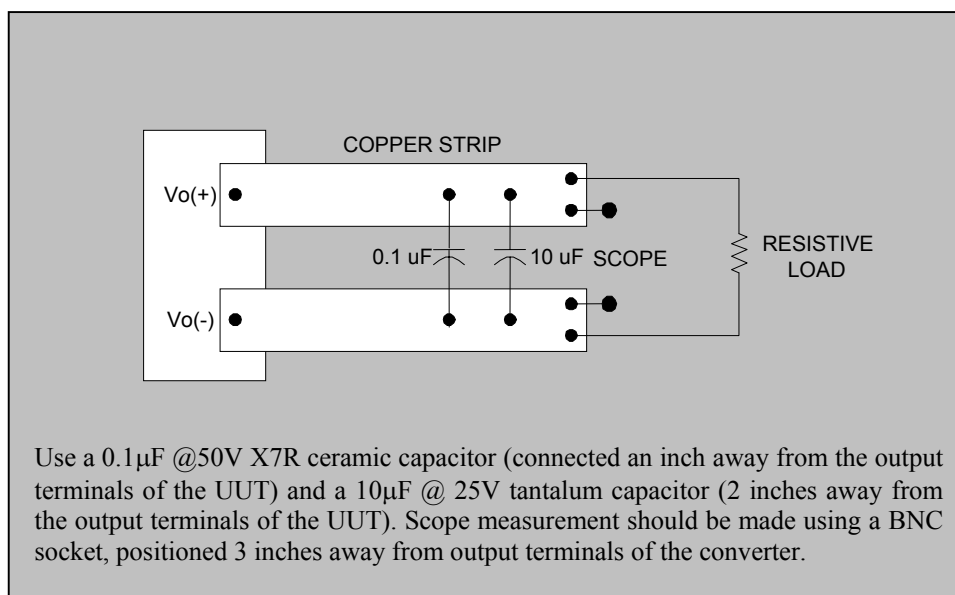 COPPER STRIP
Vo(+)
0.1 uF
10 uF
SCOPE
RESISTIVE
LOAD
Vo(-)
Use a 0.1μF @50V X7R ceramic capacitor (connected an inch away from the output
terminals of the UUT) and a 10μF @ 25V tantalum capacitor (2 inches away from
the output terminals of the UUT). Scope measurement should be made using a BNC
socket, positioned 3 inches away from output terminals of the converter.